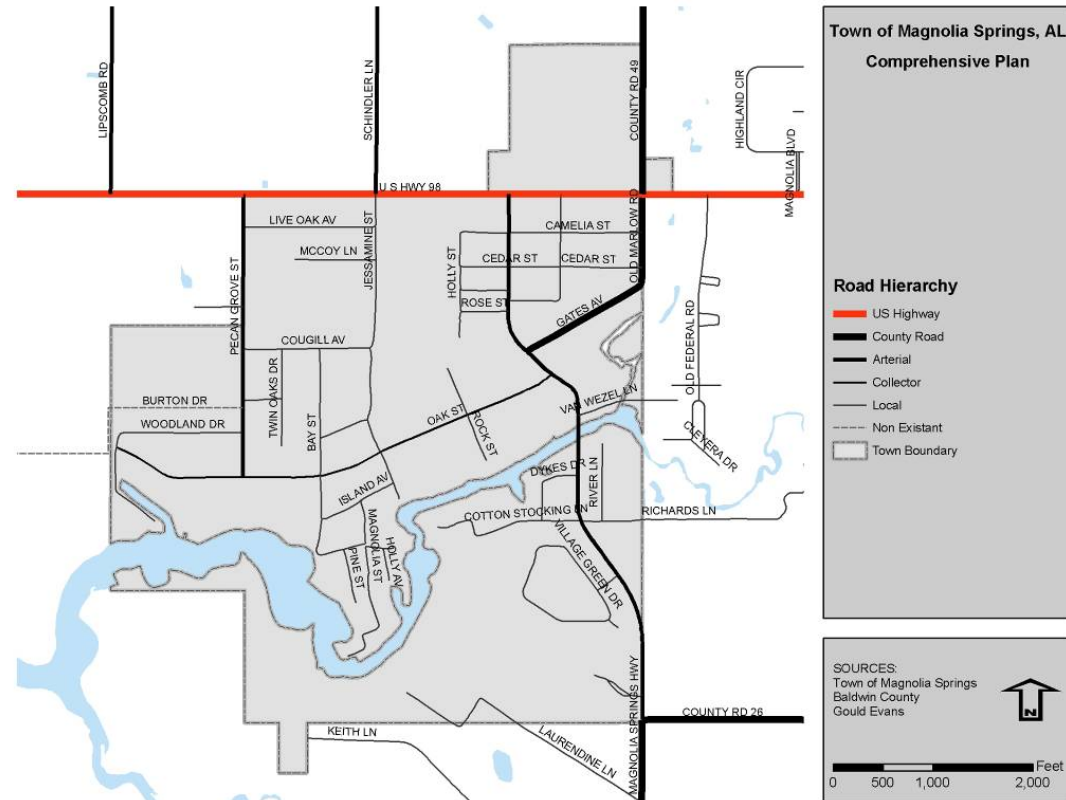 Town of Magnolia Springs, AL
Comprehensive Plan
LIPSCOMB RD
SCHINDLER LN
COUNTY RD 49
HIGHLAND CIR
MAGNOLIA BLVD
U S HWY 98
LIVE OAK AV
MCCOY LN
JESSAMINE ST
HOLLY ST
CAMELIA ST
CEDAR ST
CEDAR ST
OLD MARLOW RD
ROSE ST
GATES AV
PECAN GROVE ST
COUGILL AV
OLD FEDERAL RD
TWIN OAKS DR
BURTON DR
WOODLAND DR
BAY ST
OAK ST
ROCK ST
VAN WEZEL LN
CLEYERA DR
DYKES DR
RIVER LN
ISLAND AV
COTTON STOCKING LN
RICHARDS LN
MAGNOLIA ST
HOLLY AV
PINE ST
VILLAGE GREEN DR
MAGNOLIA SPRINGS HWY
COUNTY RD 26
KEITH LN
LAURENDINE LN
Road Hierarchy
US Highway
County Road
Arterial
Collector
Local
Non Existant
Town Boundary
SOURCES:
Town of Magnolia Springs
Baldwin County
Gould Evans
N
Feet
0 500 1,000 2,000